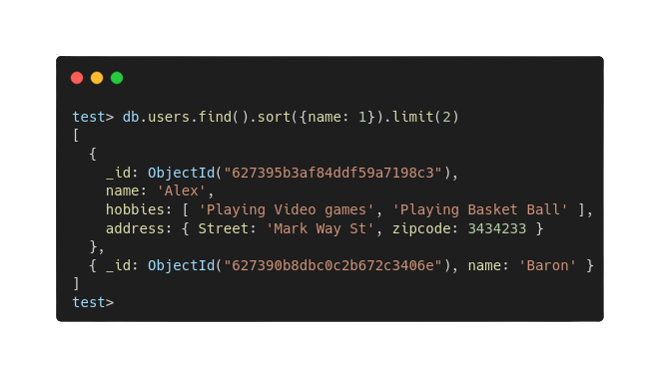 test> db.users.find().sort({name: 1}).limit(2)
[
  {
    _id: ObjectId("627395b3af84ddf59a7198c3"),
    name: 'Alex',
    hobbies: [ 'Playing Video games', 'Playing Basket Ball' ],
    address: { Street: 'Mark Way St', zipcode: 3434233 }
  },
  { _id: ObjectId("627390b8dbc0c2b672c3406e"), name: 'Baron' }
]
test>